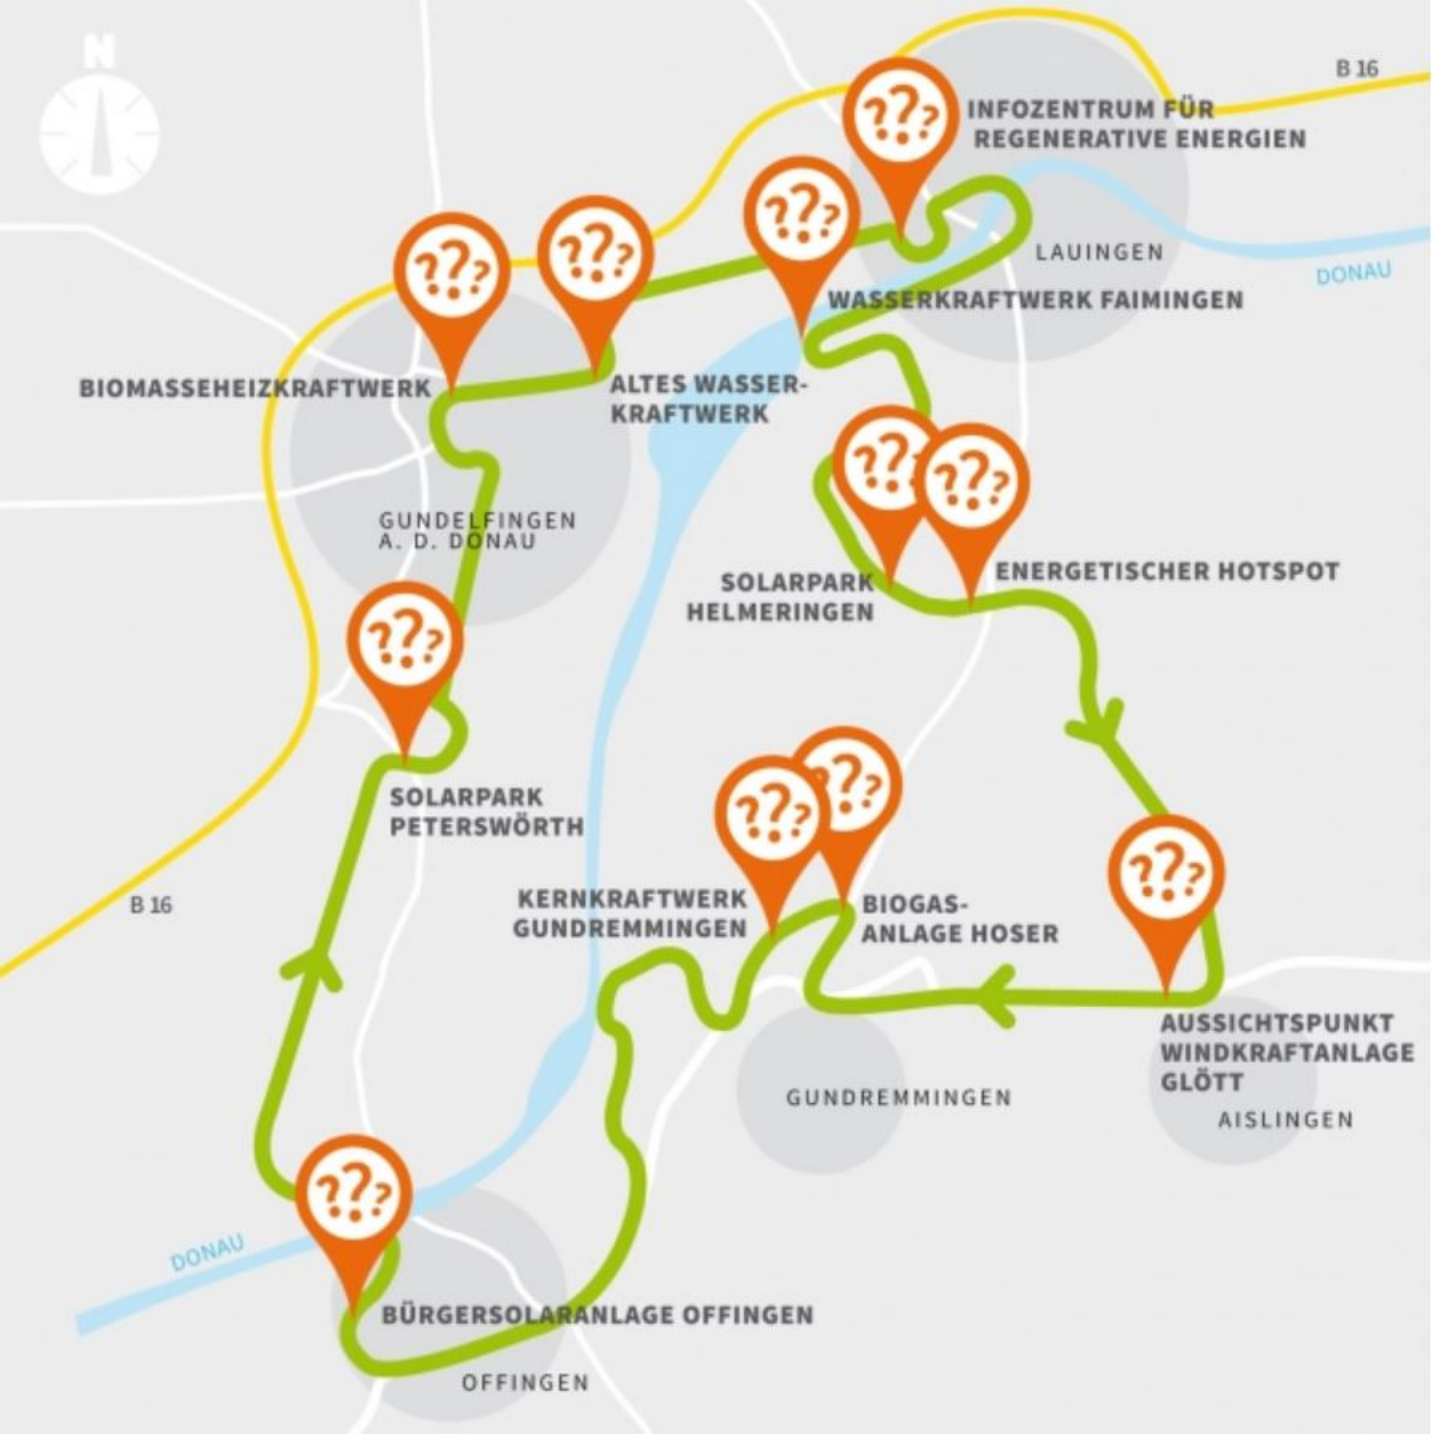 N
B 16
INFOZENTRUM FÜR
REGENERATIVE ENERGIEN
???
???
???
???
LAUINGEN
DONAU
WASSERKRAFTWERK FAIMINGEN
BIOMASSEHEIZKRAFTWERK
ALTES WASSER-
KRAFTWERK
???
???
GUNDELFINGEN
A. D. DONAU
SOLARPARK
HELMERINGEN
ENERGETISCHER HOTSPOT
???
SOLARPARK
PETERSWÖRTH
???
???
???
B 16
KERNKRAFTWERK
GUNDREMMINGEN
BIOGAS-
ANLAGE HOSER
AUSSICHTSPUNKT
WINDKRAFTANLAGE
GLÖTT
GUNDREMMINGEN
AISLINGEN
???
DONAU
BÜRGERSOLARANLAGE OFFINGEN
OFFINGEN